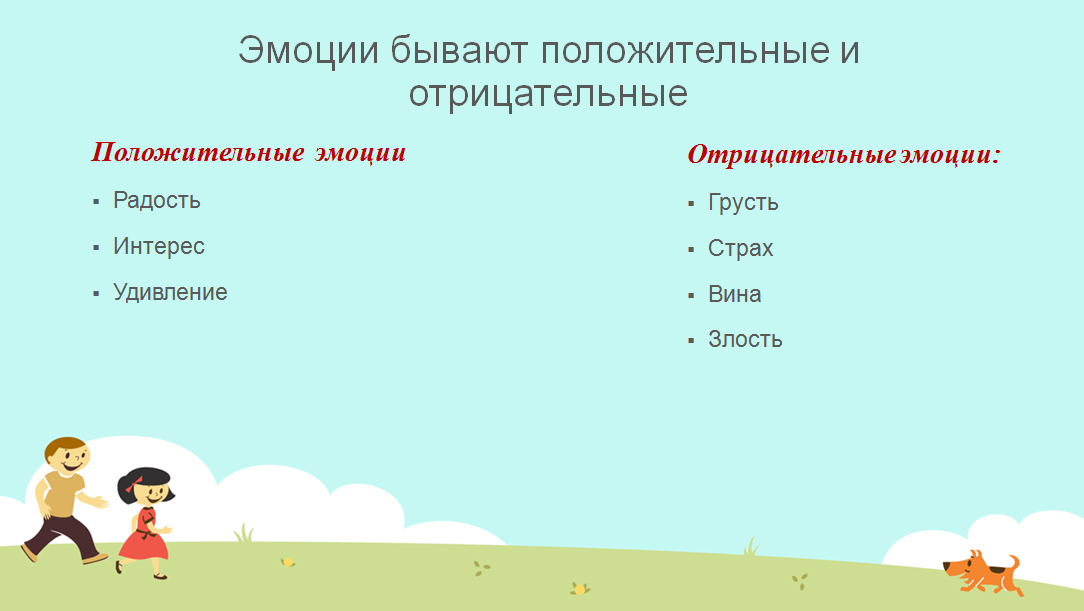 Эмоции бывают положительные и
отрицательные
Положительные эмоции
▪ Радость
▪ Интерес
▪ Удивление
Отрицательные эмоции:
▪ Грусть
▪ Страх
▪ Вина
▪ Злость